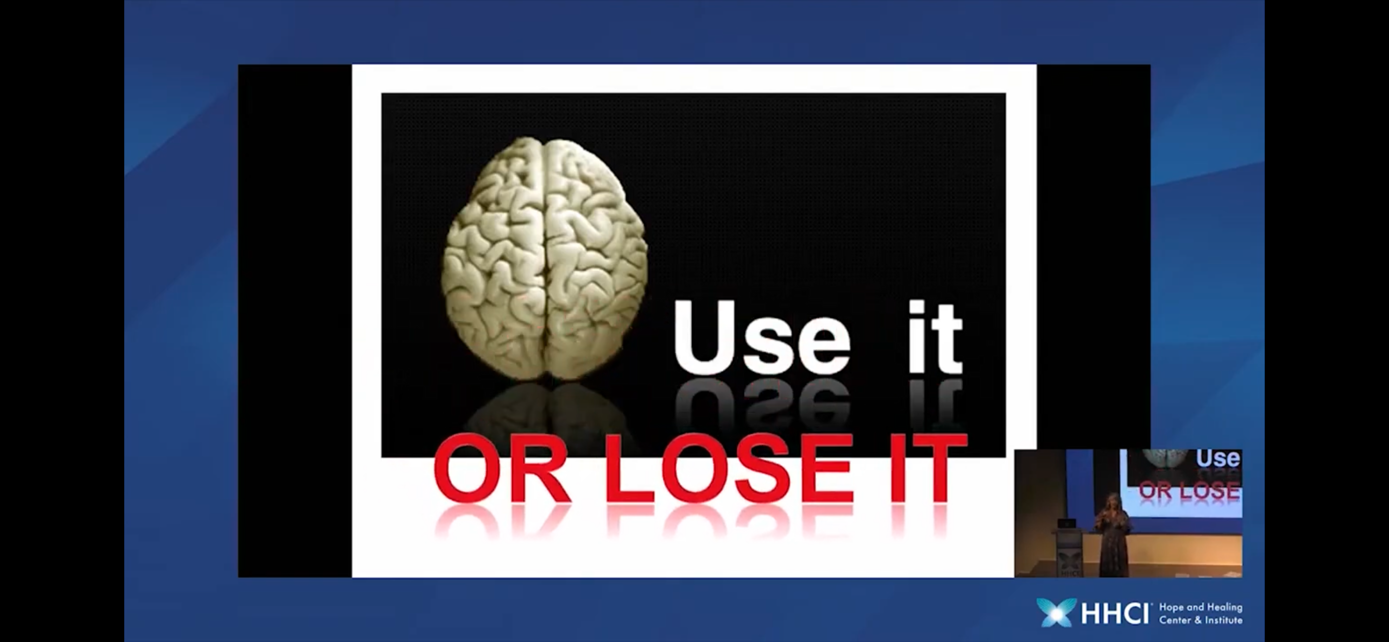 Use it
OR LOSE IT
Use
OR LOSE
HHCI
Hope and Healing
Center & Institute